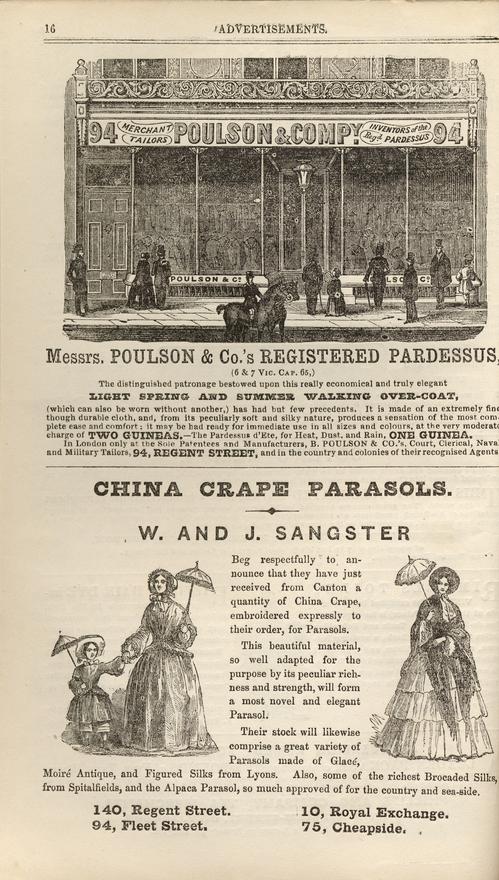 16
ADVERTISEMENTS.
94 MERCHANT TAILORS POULSON & COMPY INVENTORS of the Regd. PARDESSUS 94
POULSON & Co.
LSON & Co.
Messrs. POULSON & Co.'s REGISTERED PARDESSUS,
(6 & 7 VIC. CAP. 65,)
The distinguished patronage bestowed upon this really economical and truly elegant
LIGHT SPRING AND SUMMER WALKING OVER-COAT,
(which can also be worn without another,) has had but few precedents. It is made of an extremely fine
though durable cloth, and, from its peculiarly soft and silky nature, produces a sensation of the most com-
plete ease and comfort; it may be had ready for immediate use in all sizes and colours, at the very moderate
charge of TWO GUINEAS.—The Pardessus d'Ete, for Heat, Dust, and Rain, ONE GUINEA.
In London only at the Sole Patentees and Manufacturers, B. POULSON & CO.'S, Court, Clerical, Nava
and Military Tailors, 94, REGENT STREET, and in the country and colonies of their recognised Agents
CHINA CRAPE PARASOLS.
W. AND J. SANGSTER
Beg respectfully to an-
nounce that they have just
received from Canton a
quantity of China Crape,
embroidered expressly to
their order, for Parasols.
This beautiful material,
so well adapted for the
purpose by its peculiar rich-
ness and strength, will form
a most novel and elegant
Parasol.
Their stock will likewise
comprise a great variety of
Parasols made of Glacé,
Moiré Antique, and Figured Silks from Lyons. Also, some of the richest Brocaded Silks,
from Spitalfields, and the Alpaca Parasol, so much approved of for the country and sea-side.
140, Regent Street.
94, Fleet Street.
10, Royal Exchange.
75, Cheapside.